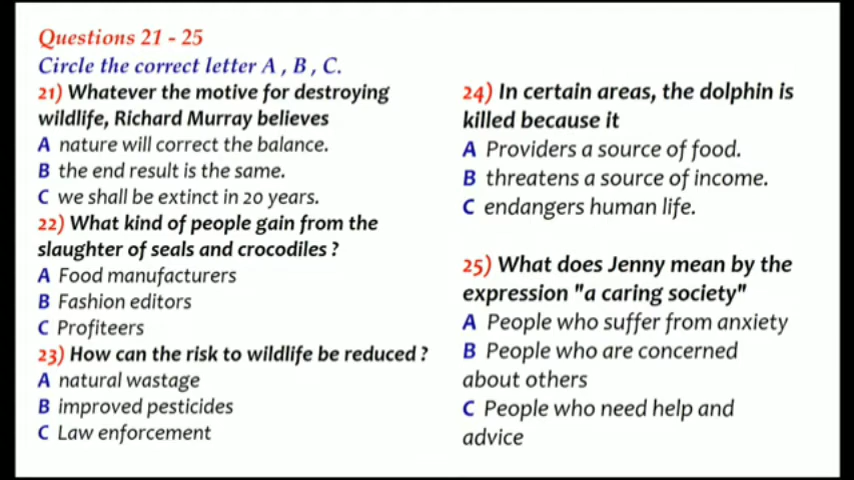 Questions 21 - 25
Circle the correct letter A , B , C.
21) Whatever the motive for destroying
wildlife, Richard Murray believes
A nature will correct the balance.
B the end result is the same.
C we shall be extinct in 20 years.
22) What kind of people gain from the
slaughter of seals and crocodiles ?
A Food manufacturers
B Fashion editors
C Profiteers
23) How can the risk to wildlife be reduced ?
A natural wastage
B improved pesticides
C Law enforcement
24) In certain areas, the dolphin is
killed because it
A Providers a source of food.
B threatens a source of income.
C endangers human life.
25) What does Jenny mean by the
expression "a caring society"
A People who suffer from anxiety
B People who are concerned
about others
C People who need help and
advice